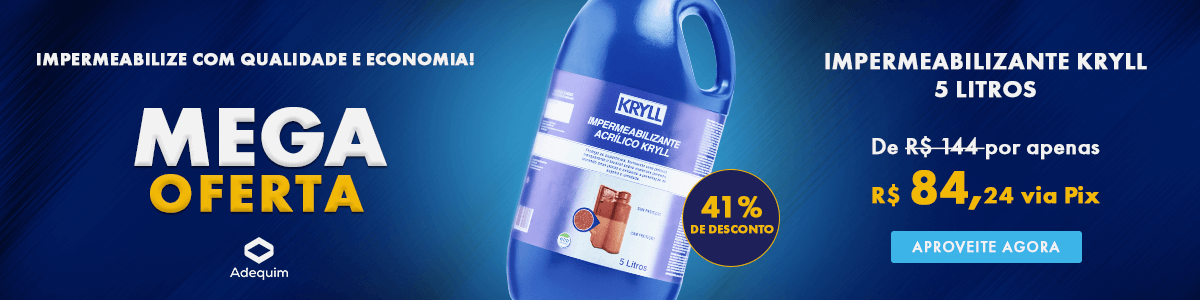 IMPERMEABILIZE COM QUALIDADE E ECONOMIA!
MEGA
OFERTA
Adequim
KRYLL
IMPERMEABILIZANTE
ACRÍLICO KRYLL
5 Litros
41%
DE DESCONTO
IMPERMEABILIZANTE KRYLL
5 LITROS
De R$ 144 por apenas
R$ 84,24 via Pix
APROVEITE AGORA